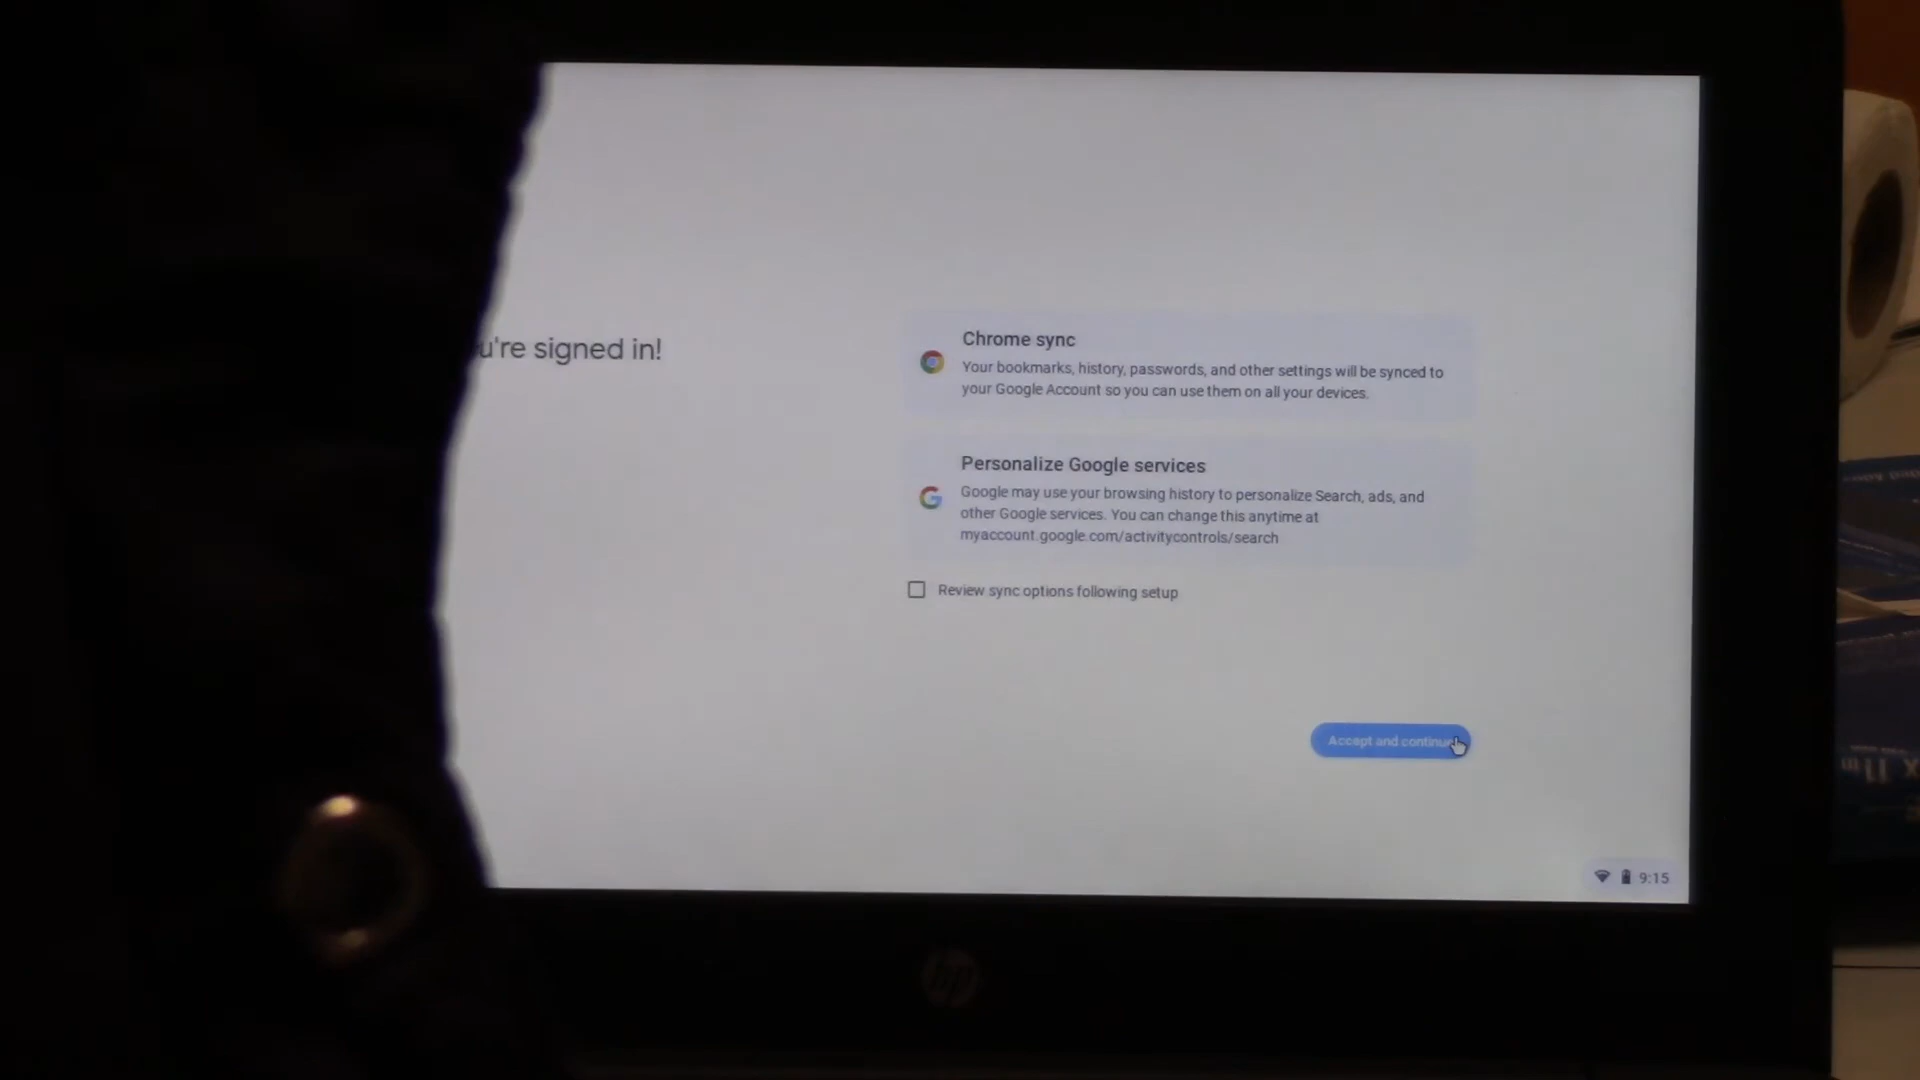 u're signed in!
Chrome sync
Your bookmarks, history, passwords, and other settings will be synced to
your Google Account so you can use them on all your devices.
Personalize Google services
Google may use your browsing history to personalize Search, ads, and
other Google services. You can change this anytime at
myaccount.google.com/activitycontrols/search
Review sync options following setup
Accept and continue
9:15
hp